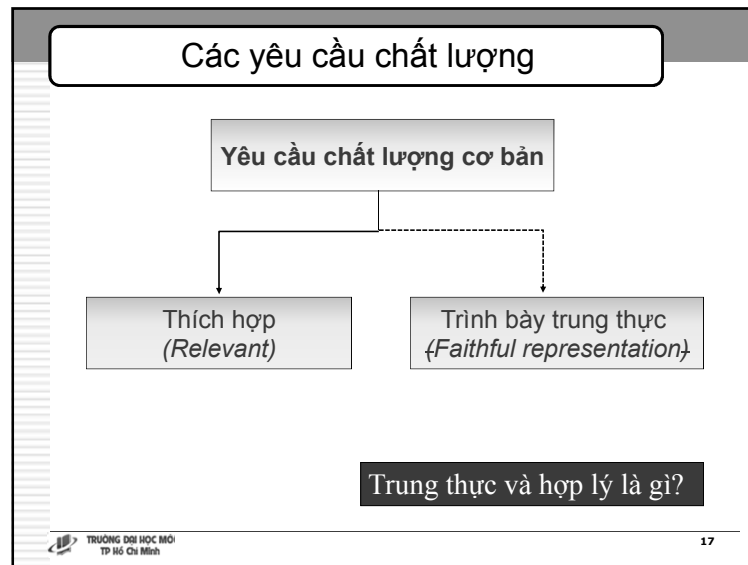 Các yêu cầu chất lượng
Yêu cầu chất lượng cơ bản
Thích hợp
(Relevant)
Trình bày trung thực
(Faithful representation)
Trung thực và hợp lý là gì?
TRƯỜNG ĐẠI HỌC MỞ
TP Hồ Chí Minh
17